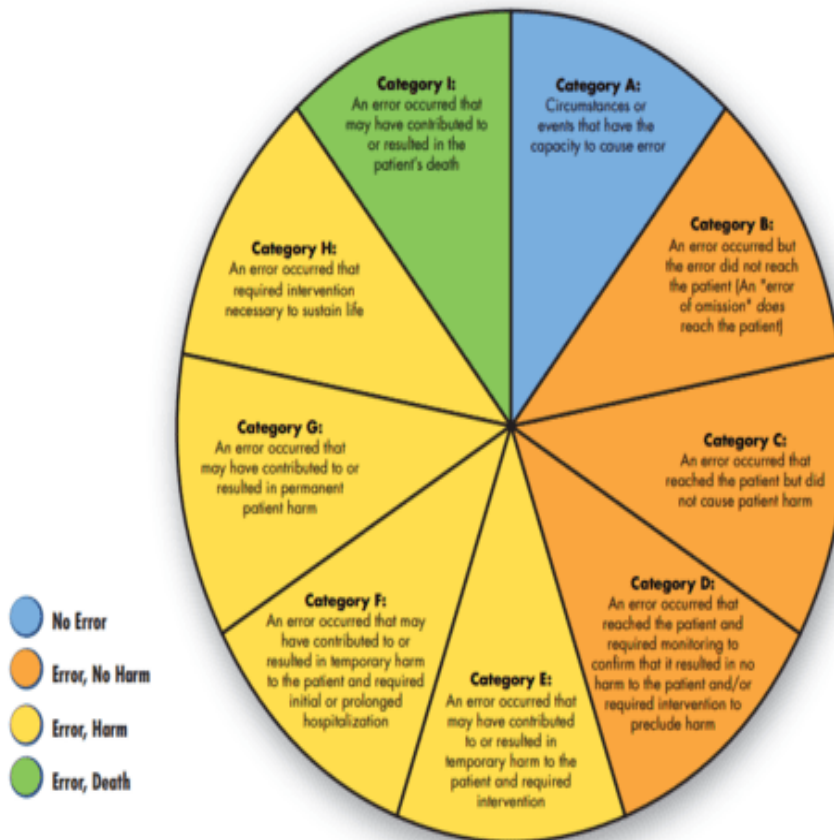 Category I:
An error occurred that
may have contributed to
or resulted in the
patient's death
Category A:
Circumstances or
events that have the
capacity to cause error
Category B:
An error occurred but
the error did not reach
the patient (An "error
of omission" does
reach the patient)
Category C:
An error occurred that
reached the patient but did
not cause patient harm
Category D:
An error occurred that
reached the patient and
required monitoring to
confirm that it resulted in no
harm to the patient and/or
required intervention to
preclude harm
Category E:
An error occurred that
may have contributed
to or resulted in
temporary harm to the
patient and required
intervention
Category F:
An error occurred that may
have contributed to or
resulted in temporary harm
to the patient and required
initial or prolonged
hospitalization
Category G:
An error occurred that
may have contributed to or
resulted in permanent
patient harm
Category H:
An error occurred that
required intervention
necessary to sustain life
No Error
Error, No Harm
Error, Harm
Error, Death